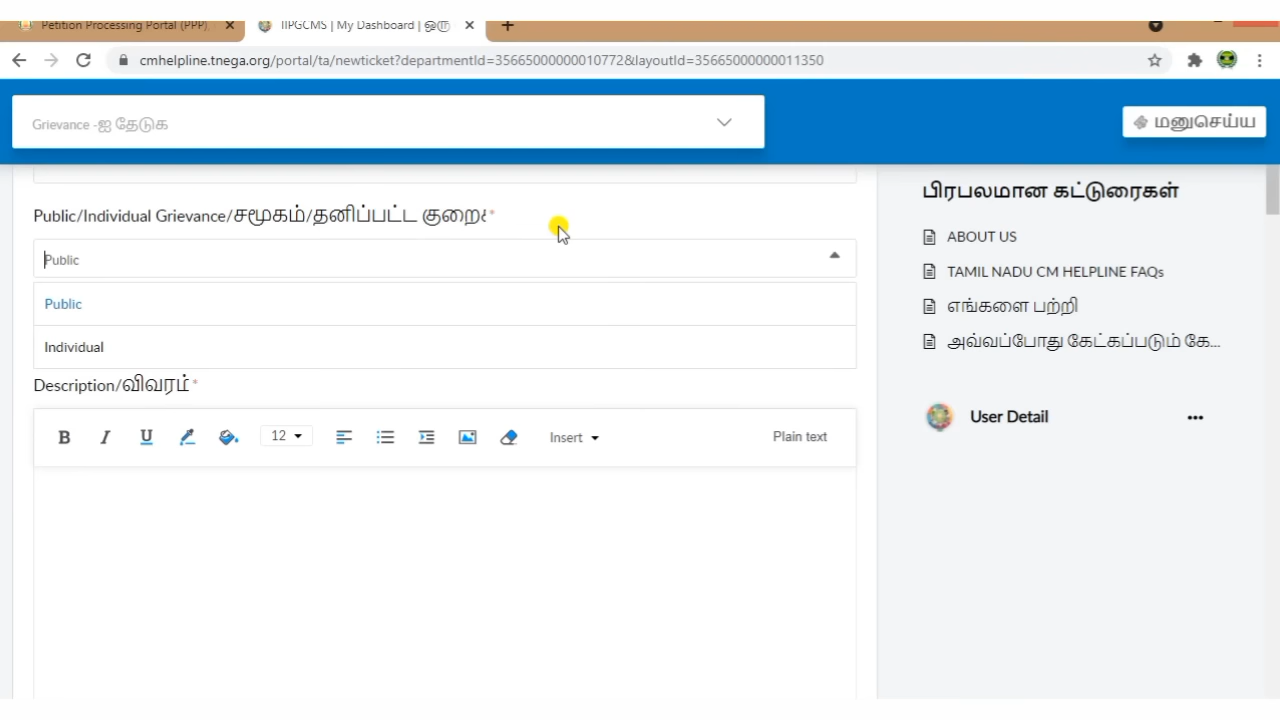 Petition Processing Portal (PPP)
IIPGCMS | My Dashboard | ஒரு
cmhelpline.tnega.org/portal/ta/newticket?departmentId=35665000000010772&layoutId=35665000000011350
Grievance -ஐ தேடுக
மனுசெய்ய
Public/Individual Grievance/சமூகம்/தனிப்பட்ட குறை *
Public
Public
Individual
Description/விவரம் *
B I U 12 Insert Plain text
பிரபலமான கட்டுரைகள்
ABOUT US
TAMIL NADU CM HELPLINE FAQs
எங்களை பற்றி
அவ்வப்போது கேட்கப்படும் கே...
User Detail